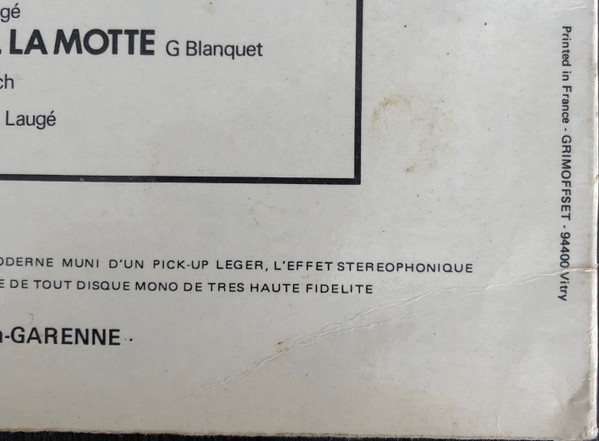 gé
LA MOTTE G Blanquet
ch
Laugé
ODERNE MUNI D'UN PICK-UP LEGER, L'EFFET STEREOPHONIQUE
E DE TOUT DISQUE MONO DE TRES HAUTE FIDELITE
-GARENNE
Printed in France - GRIMOFFSET - 94400 Vitry